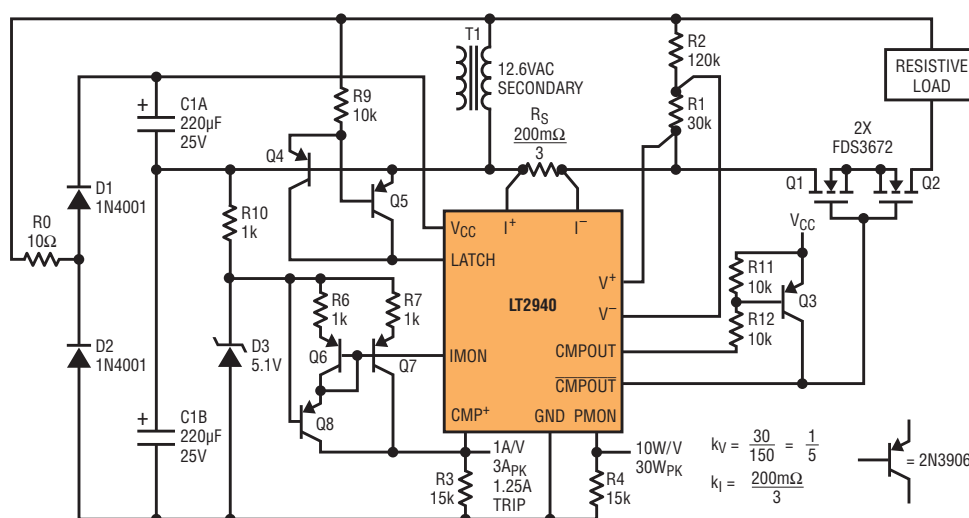 T1
12.6VAC
SECONDARY
R2
120k
RESISTIVE
LOAD
C1A
220µF
25V
+
R9
10k
R1
30k
RS
200mΩ
3
2X
FDS3672
Q4
Q5
Q1
Q2
D1
1N4001
R0
10Ω
R10
1k
VCC
I+
I−
VCC
LATCH
V+
R11
10k
Q3
R6
1k
R7
1k
LT2940
V−
R12
10k
D2
1N4001
D3
5.1V
Q6
Q7
IMON
CMPOUT
CMPOUT
Q8
+
C1B
220µF
25V
CMP+
GND
PMON
1A/V
3APK
1.25A
TRIP
R3
15k
10W/V
30WPK
R4
15k
kV = 30/150 = 1/5
kI = 200mΩ/3
= 2N3906